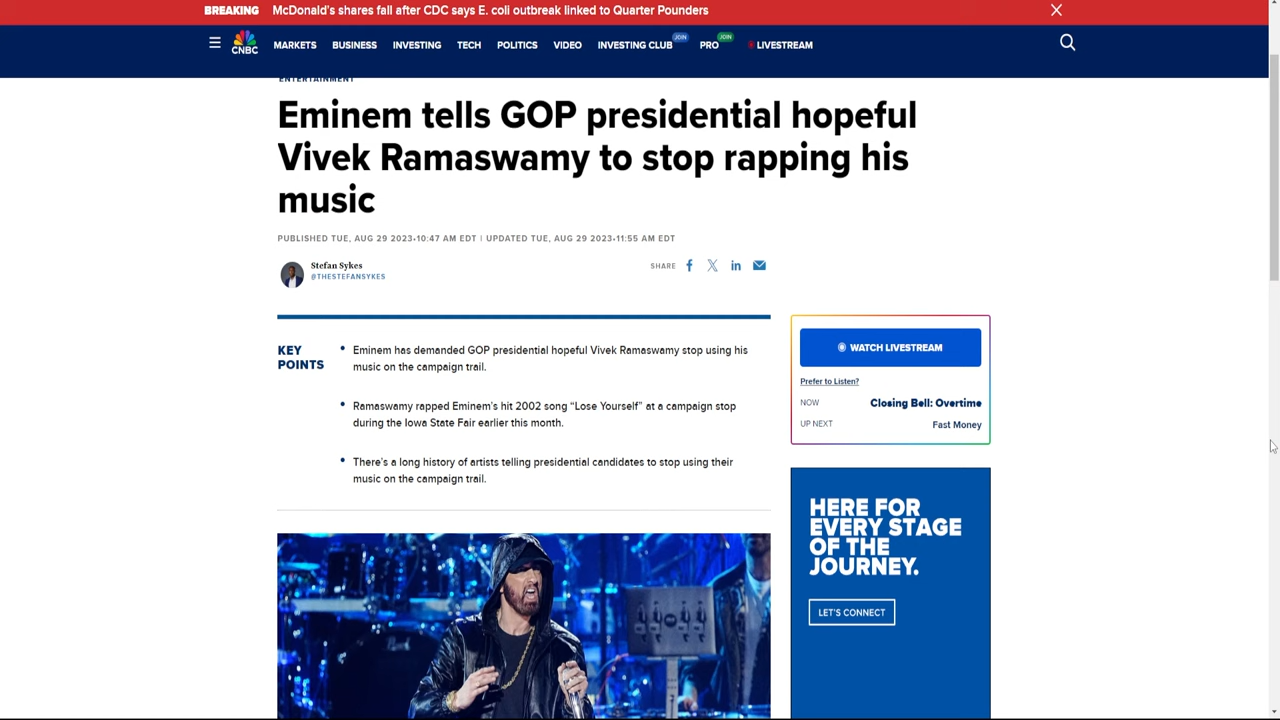 BREAKING McDonald's shares fall after CDC says E. coli outbreak linked to Quarter Pounders
CNBC MARKETS BUSINESS INVESTING TECH POLITICS VIDEO INVESTING CLUB JOIN PRO JOIN LIVESTREAM
ENTERTAINMENT
Eminem tells GOP presidential hopeful
Vivek Ramaswamy to stop rapping his
music
PUBLISHED TUE, AUG 29 2023•10:47 AM EDT | UPDATED TUE, AUG 29 2023•11:55 AM EDT
Stefan Sykes
@THESTEFANSYKES
SHARE
KEY
POINTS
• Eminem has demanded GOP presidential hopeful Vivek Ramaswamy stop using his
music on the campaign trail.
• Ramaswamy rapped Eminem's hit 2002 song “Lose Yourself” at a campaign stop
during the Iowa State Fair earlier this month.
• There's a long history of artists telling presidential candidates to stop using their
music on the campaign trail.
WATCH LIVESTREAM
Prefer to Listen?
NOW Closing Bell: Overtime
UP NEXT Fast Money
HERE FOR
EVERY STAGE
OF THE
JOURNEY.
LET'S CONNECT